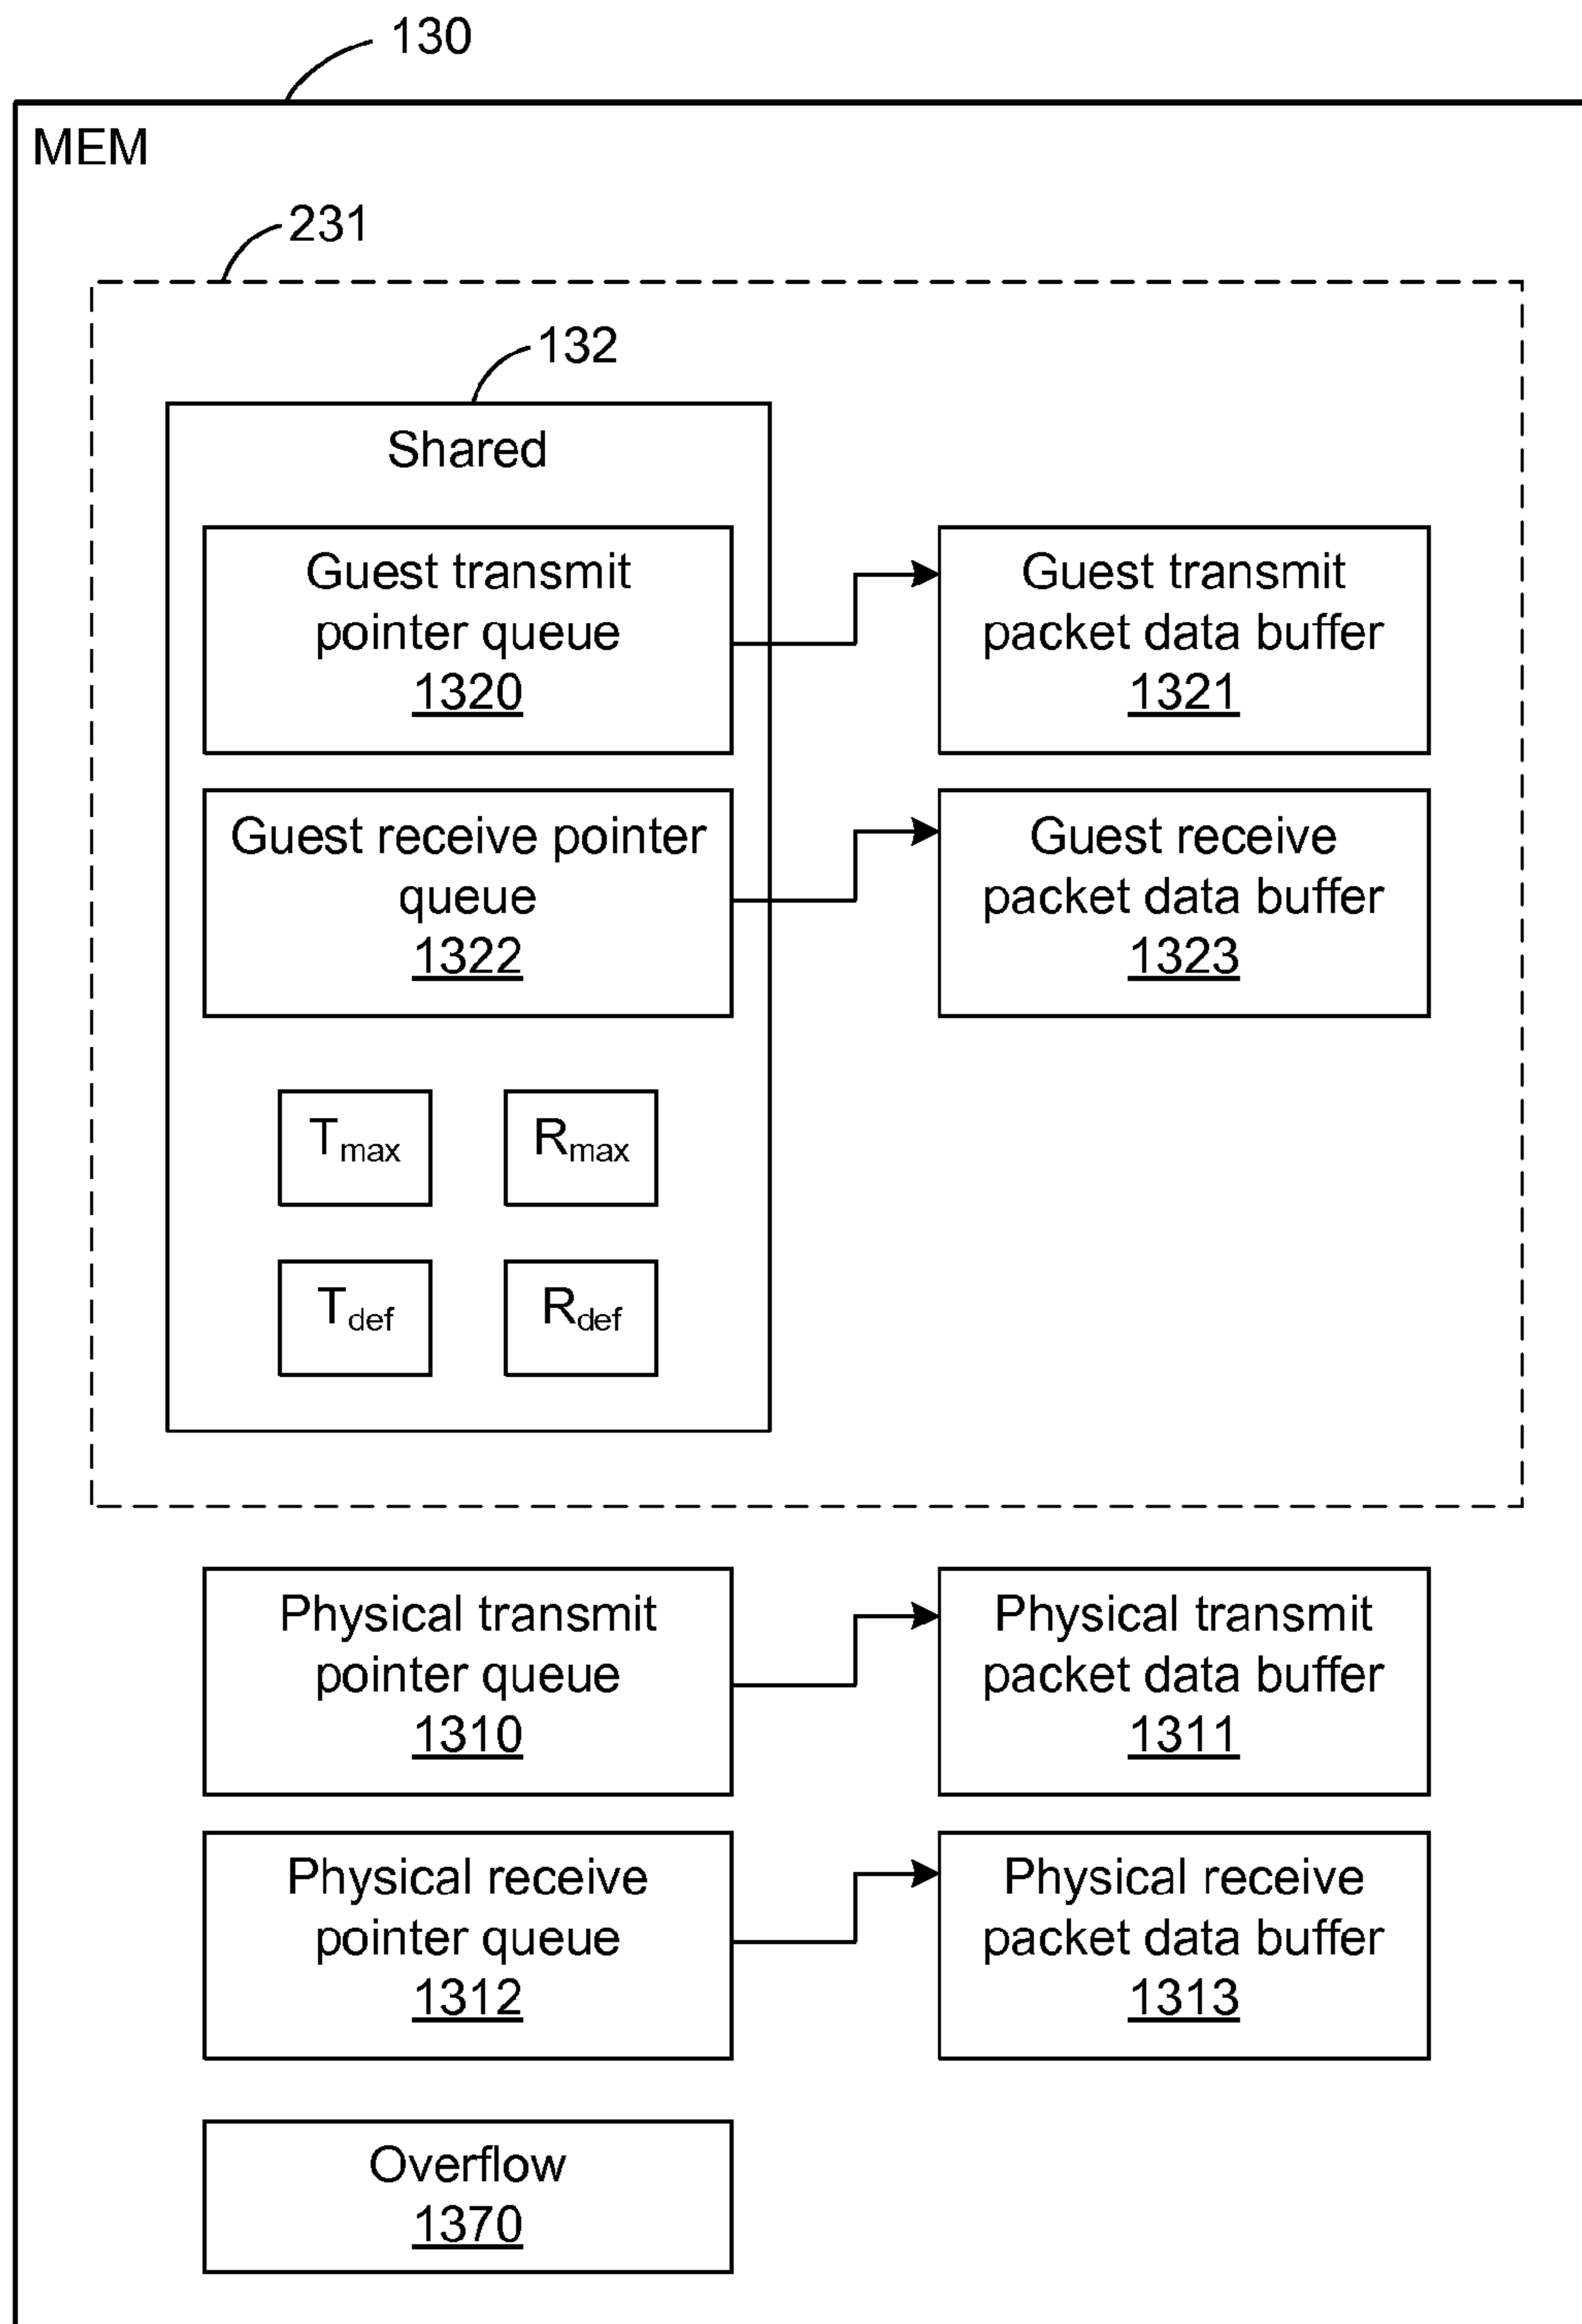 130
MEM
231
132
Shared
Guest transmit
pointer queue
1320
Guest transmit
packet data buffer
1321
Guest receive pointer
queue
1322
Guest receive
packet data buffer
1323
Tmax
Rmax
Tdef
Rdef
Physical transmit
pointer queue
1310
Physical transmit
packet data buffer
1311
Physical receive
pointer queue
1312
Physical receive
packet data buffer
1313
Overflow
1370